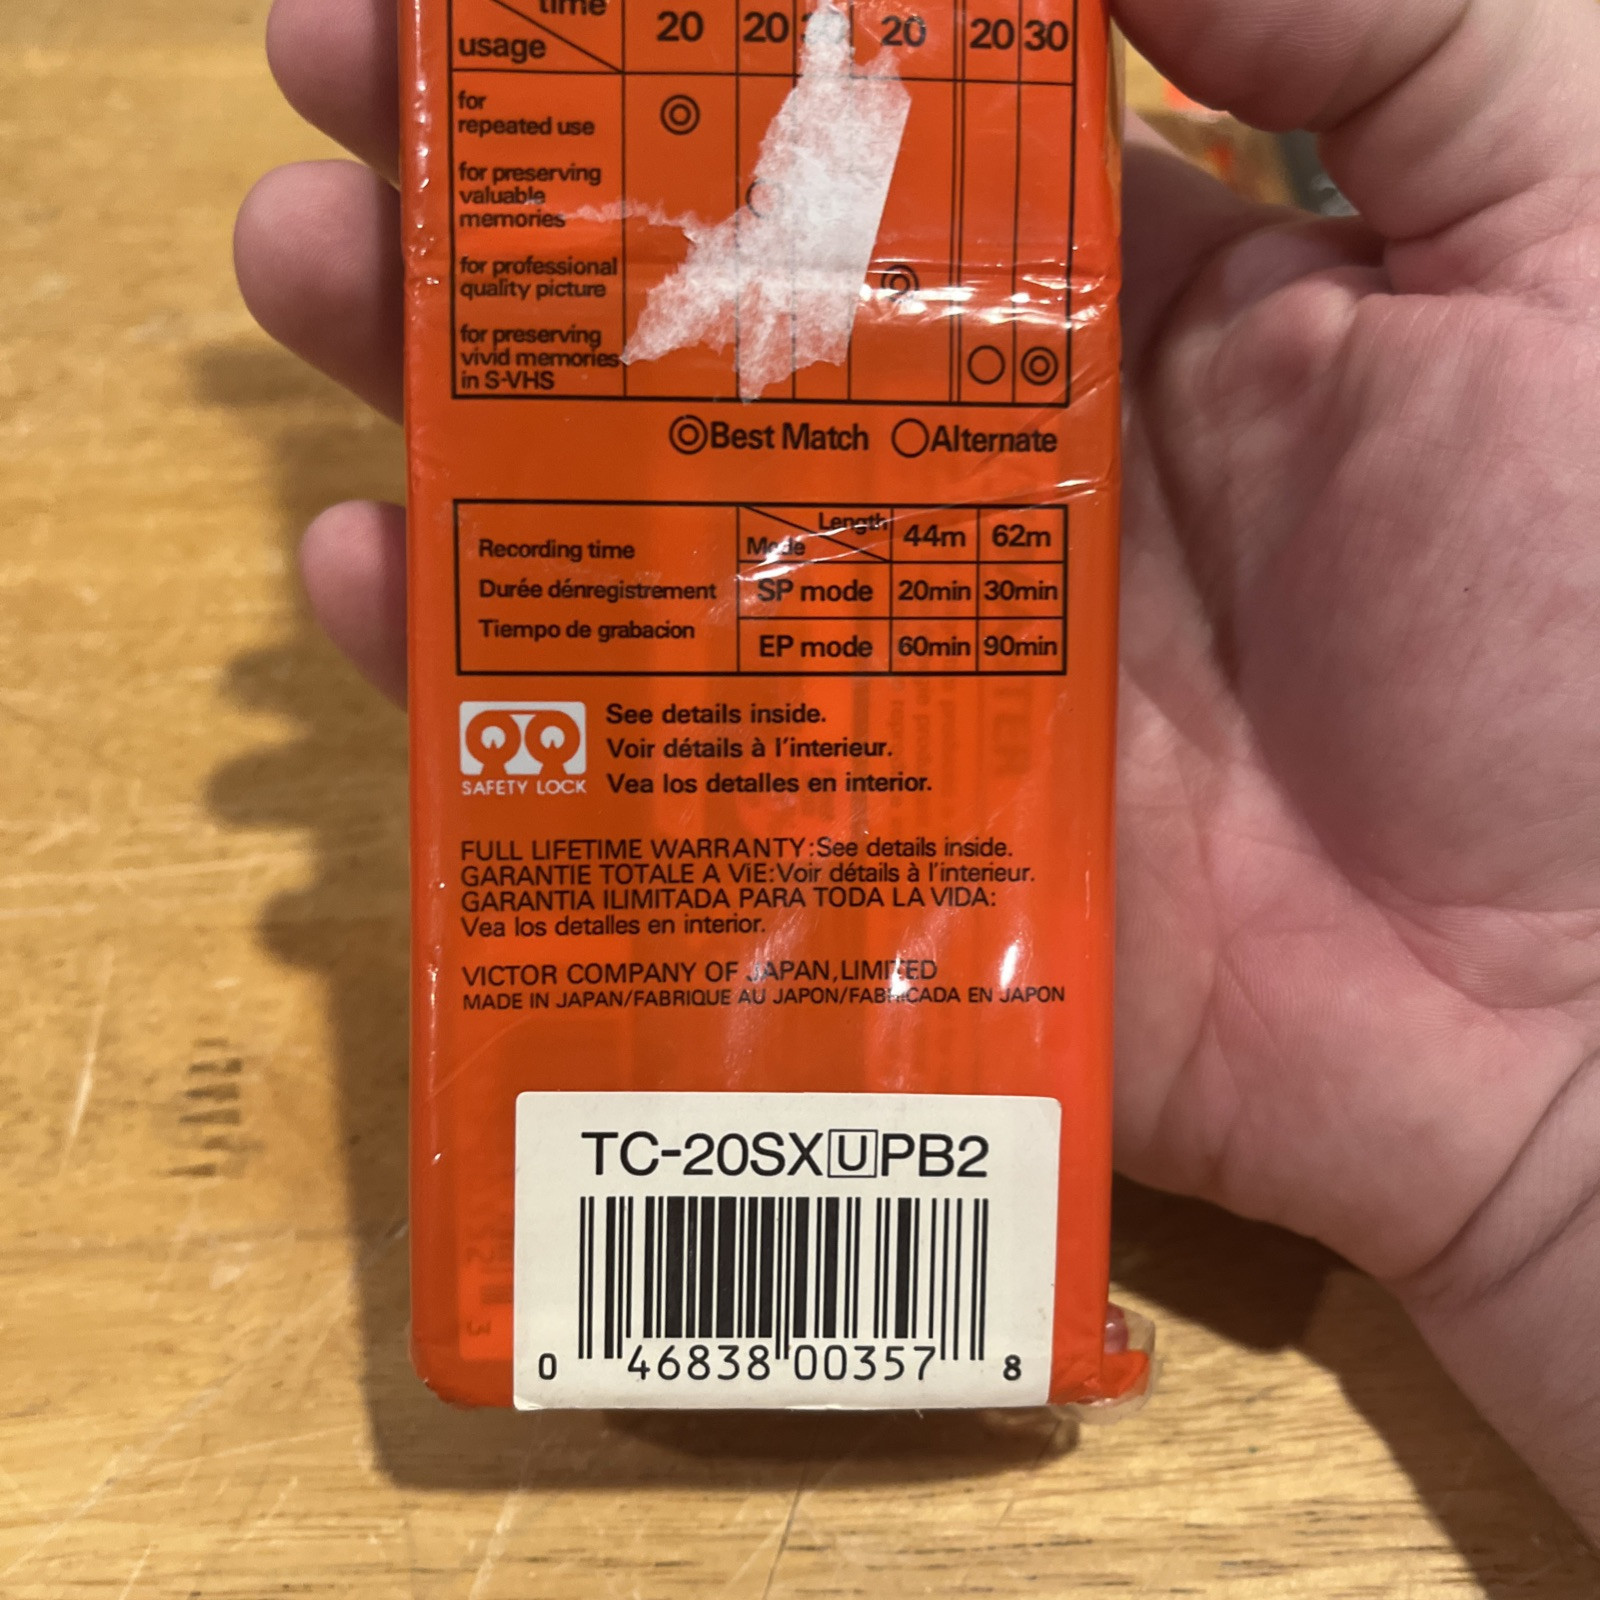 time
usage
20 20 20 20 30
for
repeated use
for preserving
valuable
memories
for professional
quality picture
for preserving
vivid memories
in S-VHS
Best Match Alternate
Length
Mode
44m 62m
Recording time
Durée dénregistrement
Tiempo de grabacion
SP mode 20min 30min
EP mode 60min 90min
SAFETY LOCK
See details inside.
Voir détails à l'interieur.
Vea los detalles en interior.
FULL LIFETIME WARRANTY:See details inside.
GARANTIE TOTALE A ViE:Voir détails à l'interieur.
GARANTIA ILIMITADA PARA TODA LA VIDA:
Vea los detalles en interior.
VICTOR COMPANY OF JAPAN,LIMITED
MADE IN JAPAN/FABRIQUE AU JAPON/FABRICADA EN JAPON
TC-20SXUPB2
0 46838 00357 8